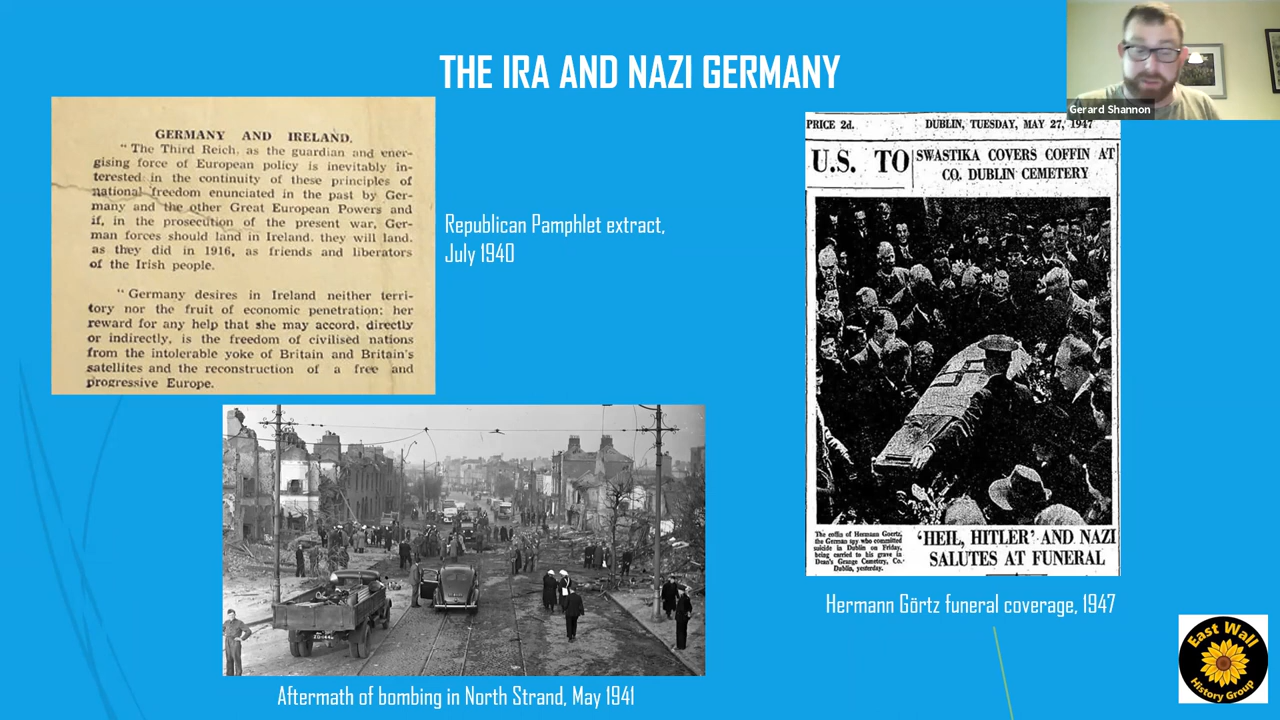 THE IRA AND NAZI GERMANY
Gerard Shannon
GERMANY AND IRELAND.
" The Third Reich, as the guardian and ener-
gising force of European policy is inevitably in-
terested in the continuity of these principles of
national freedom enunciated in the past by Ger-
many and the other Great European Powers and
if, in the prosecution of the present war, Ger-
man forces should land in Ireland. they will land.
as they did in 1916, as friends and liberators
of the Irish people.
" Germany desires in Ireland neither terri-
tory nor the fruit of economic penetration: her
reward for any help that she may accord, directly
or indirectly, is the freedom of civilised nations
from the intolerable yoke of Britain and Britain's
satellites and the reconstruction of a free and
progressive Europe.
Republican Pamphlet extract,
July 1940
PRICE 2d. DUBLIN, TUESDAY, MAY 27, 1947
U.S. TO
SWASTIKA COVERS COFFIN AT
CO. DUBLIN CEMETERY
The coffin of Hermann Goertz,
the German spy who committed
suicide in Dublin on Friday,
being carried to his grave in
Dean's Grange Cemetery, Co.
Dublin, yesterday.
'HEIL, HITLER' AND NAZI
SALUTES AT FUNERAL
Hermann Görtz funeral coverage, 1947
Aftermath of bombing in North Strand, May 1941
East Wall
History Group